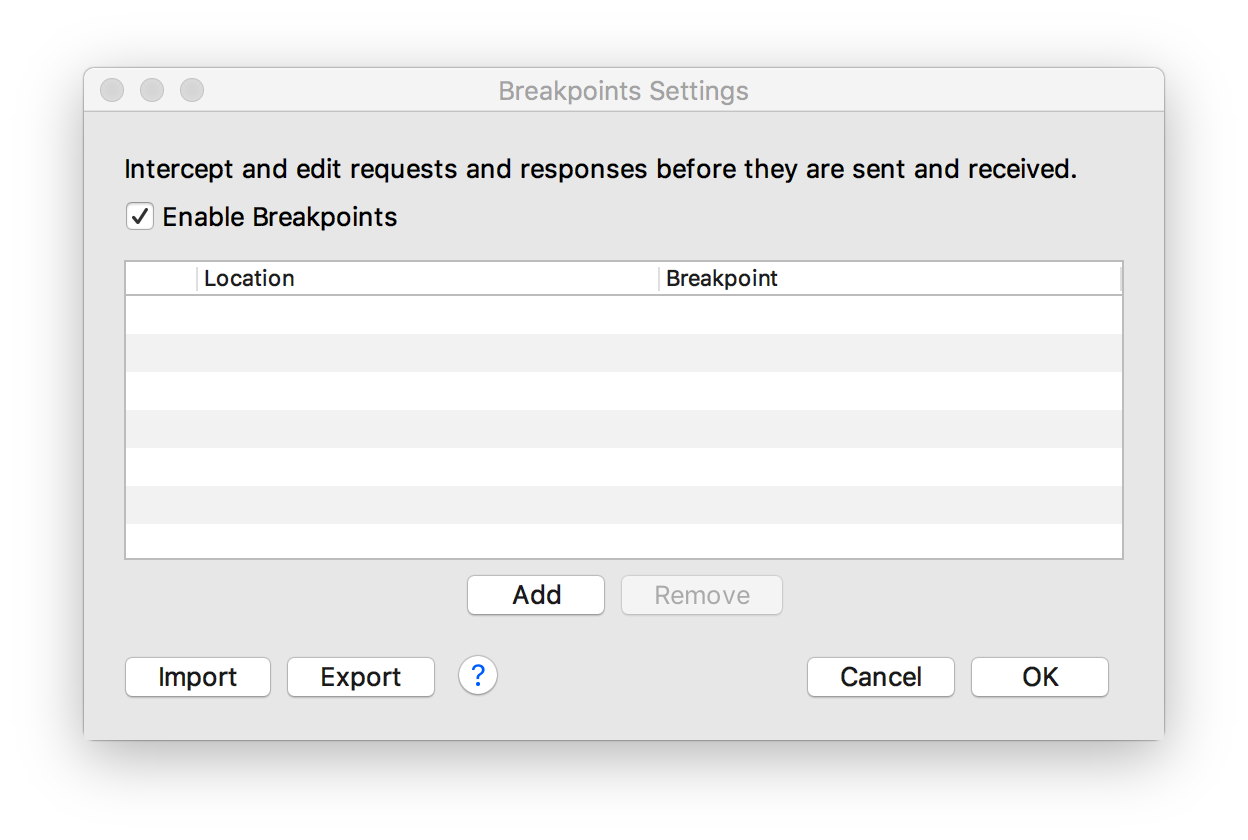 Breakpoints Settings
Intercept and edit requests and responses before they are sent and received.
Enable Breakpoints
Location Breakpoint
Add Remove
Import Export ? Cancel OK